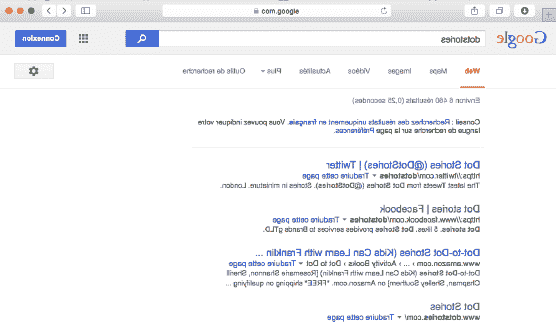 com.google
Google dotstories Connexion
Web Maps Images Vidéos Actualités Plus Outils de recherche
Environ 6 460 résultats (0,25 secondes)
Conseil : Recherchez des résultats uniquement en français. Vous pouvez indiquer votre
langue de recherche sur la page Préférences.
Dot Stories (@DotStories) | Twitter
https://twitter.com/dotstories Traduire cette page
The latest Tweets from Dot Stories (@DotStories). Stories in miniature. London.
Dot stories | Facebook
https://www.facebook.com/dotstories Traduire cette page
Dot stories. 5 likes. Dot Stories provides services to Brands gTLD.
Dot-to-Dot Stories (Kids Can Learn with Franklin ...
www.amazon.com › ... › Activity Books › Dot to Dot Traduire cette page
Dot-to-Dot Stories (Kids Can Learn with Franklin) [Rosemarie Shannon, Sherill
Chapman, Shelley Southern] on Amazon.com. *FREE* shipping on qualifying ...
Dot Stories
www.dotstories.com/ Traduire cette page